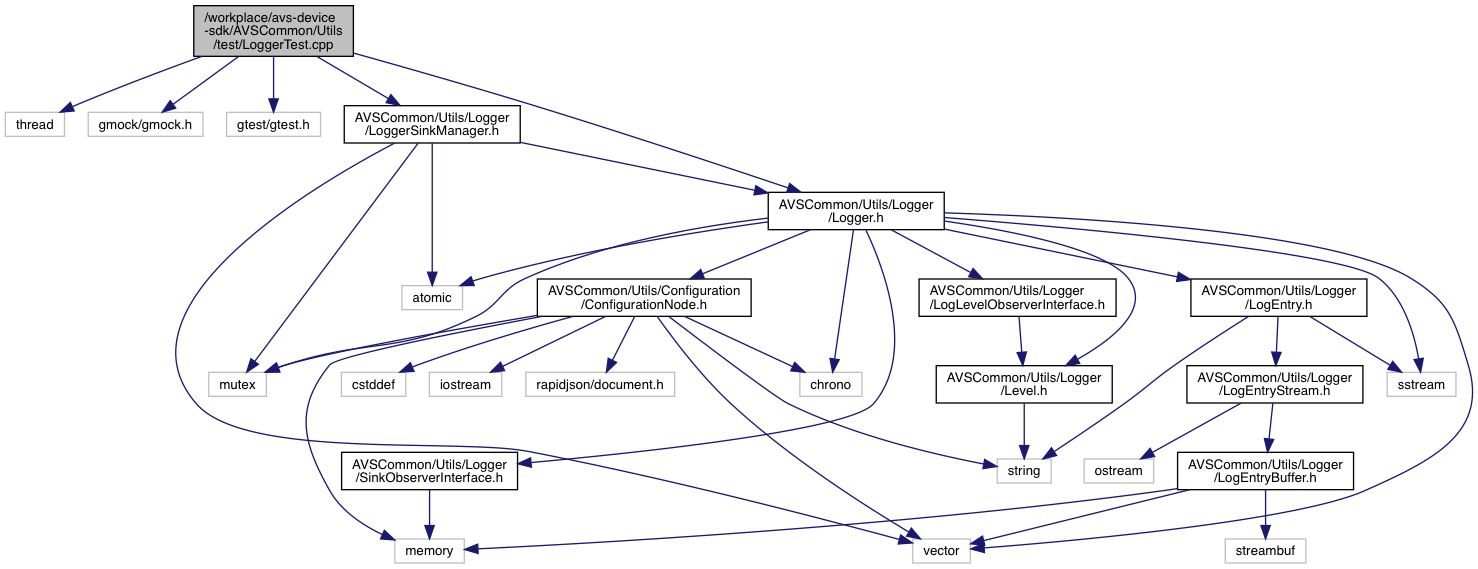 /workplace/avs-device
-sdk/AVSCommon/Utils
/test/LoggerTest.cpp
thread
gmock/gmock.h
gtest/gtest.h
AVSCommon/Utils/Logger
/LoggerSinkManager.h
AVSCommon/Utils/Logger
/Logger.h
atomic
AVSCommon/Utils/Configuration
/ConfigurationNode.h
AVSCommon/Utils/Logger
/LogLevelObserverInterface.h
AVSCommon/Utils/Logger
/LogEntry.h
mutex
cstddef
iostream
rapidjson/document.h
chrono
AVSCommon/Utils/Logger
/Level.h
AVSCommon/Utils/Logger
/LogEntryStream.h
sstream
AVSCommon/Utils/Logger
/SinkObserverInterface.h
string
ostream
AVSCommon/Utils/Logger
/LogEntryBuffer.h
memory
vector
streambuf